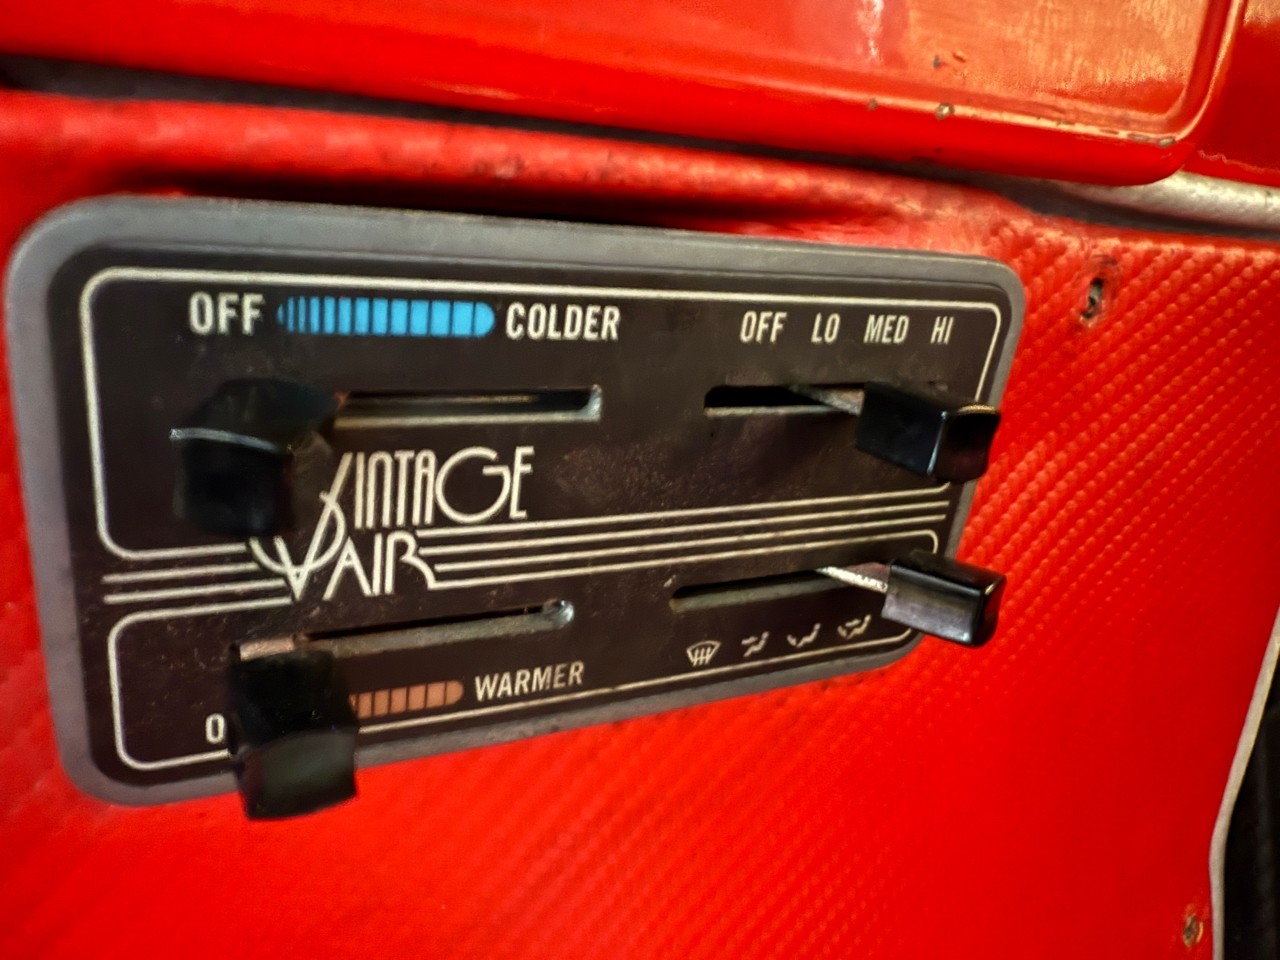 OFF COLDER OFF LO MED HI
VINTAGE
AIR
WARMER